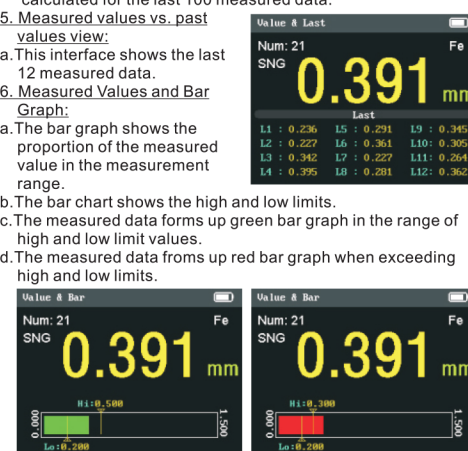 calculated for the last 100 measured data.
5. Measured values vs. past
values view:
a.This interface shows the last
12 measured data.
6. Measured Values and Bar
Graph:
a.The bar graph shows the
proportion of the measured
value in the measurement
range.
Value & Last
Num: 21
Fe
SNG
0.391 mm
Last
L1 : 0.236 L5 : 0.291 L9 : 0.345
L2 : 0.227 L6 : 0.361 L10: 0.305
L3 : 0.342 L7 : 0.227 L11: 0.264
L4 : 0.395 L8 : 0.281 L12: 0.362
b.The bar chart shows the high and low limits.
c.The measured data forms up green bar graph in the range of
high and low limit values.
d.The measured data froms up red bar graph when exceeding
high and low limits.
Value & Bar
Num: 21
Fe
SNG
0.391 mm
Hi:0.500
0.000
1.500
Lo:0.200
Value & Bar
Num: 21
Fe
SNG
0.391 mm
Hi:0.300
0.000
1.500
Lo:0.200